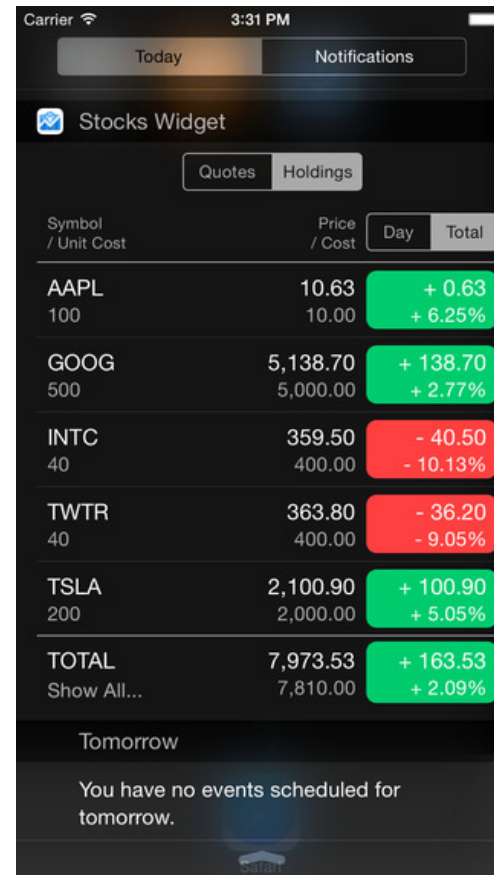 Carrier 3:31 PM
Today Notifications
Stocks Widget
Quotes Holdings
Symbol Price Day Total
/ Unit Cost / Cost
AAPL 10.63 + 0.63
100 10.00 + 6.25%
GOOG 5,138.70 + 138.70
500 5,000.00 + 2.77%
INTC 359.50 - 40.50
40 400.00 - 10.13%
TWTR 363.80 - 36.20
40 400.00 - 9.05%
TSLA 2,100.90 + 100.90
200 2,000.00 + 5.05%
TOTAL 7,973.53 + 163.53
Show All... 7,810.00 + 2.09%
Tomorrow
You have no events scheduled for
tomorrow.
Safari